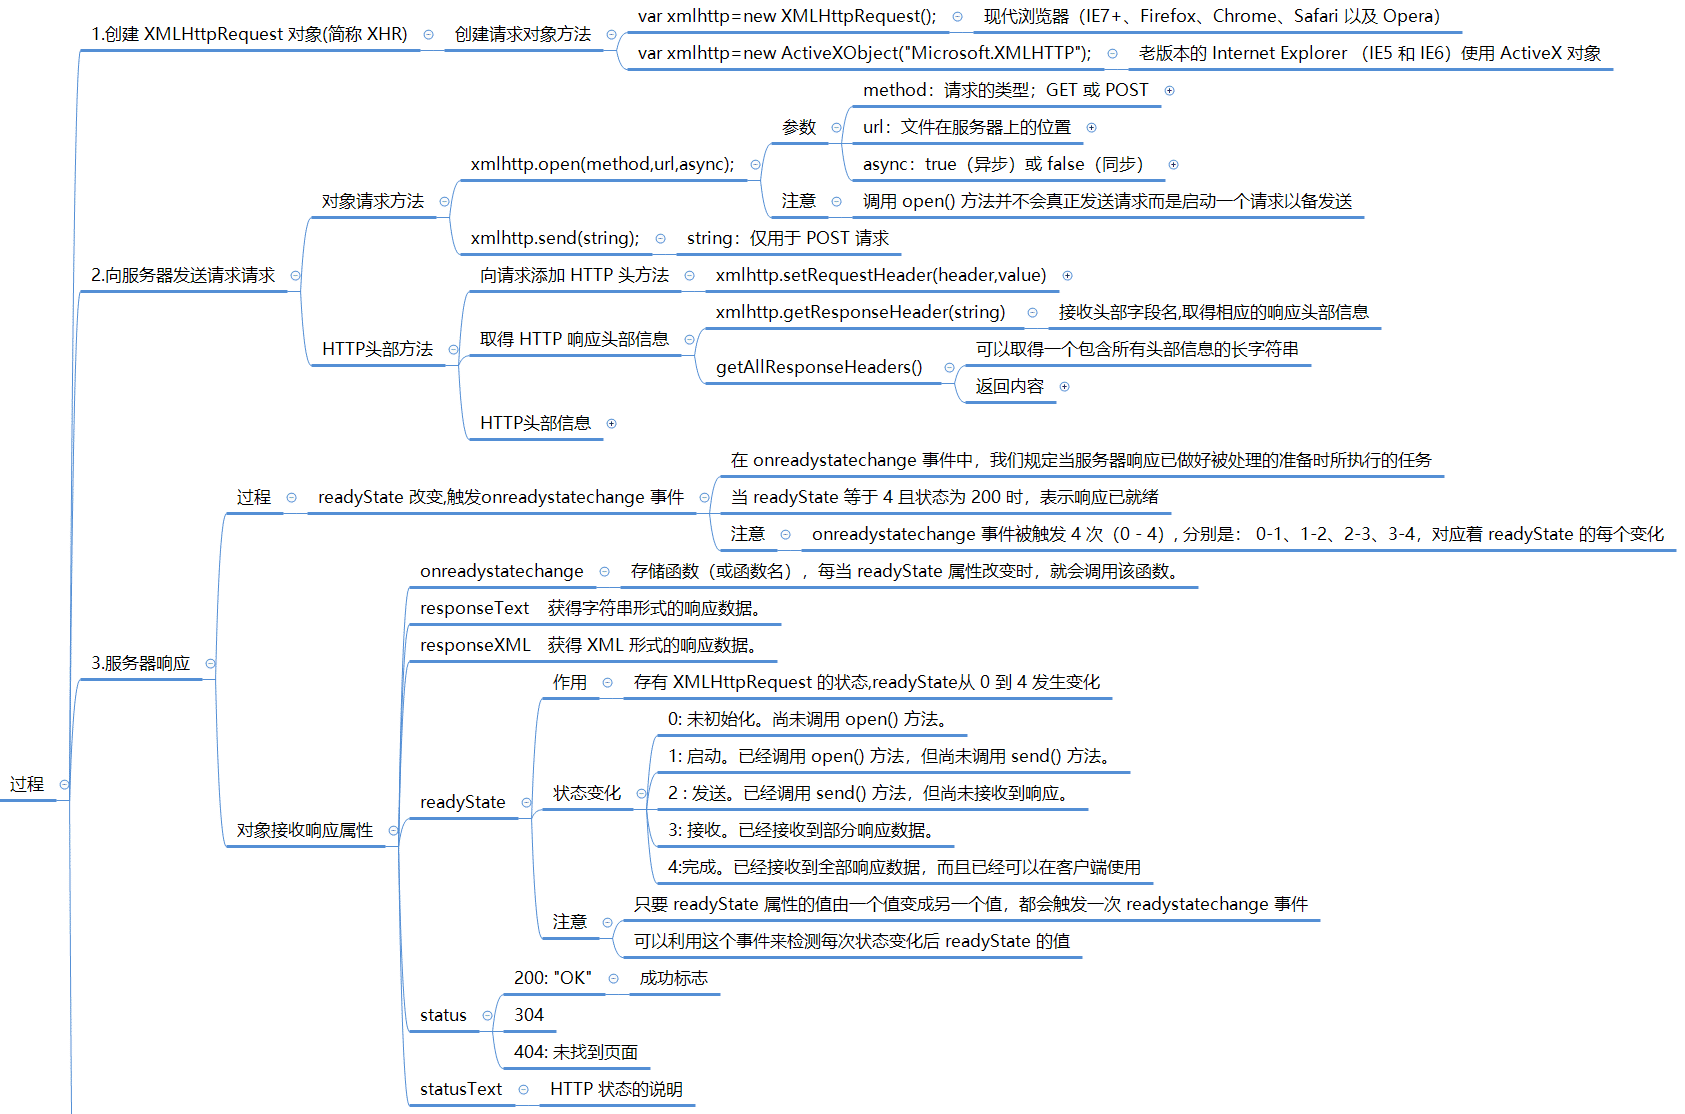 过程
1.创建 XMLHttpRequest 对象(简称 XHR)
创建请求对象方法
var xmlhttp=new XMLHttpRequest();
现代浏览器（IE7+、Firefox、Chrome、Safari 以及 Opera）
var xmlhttp=new ActiveXObject("Microsoft.XMLHTTP");
老版本的 Internet Explorer （IE5 和 IE6）使用 ActiveX 对象
2.向服务器发送请求请求
对象请求方法
xmlhttp.open(method,url,async);
参数
method：请求的类型；GET 或 POST
url：文件在服务器上的位置
async：true（异步）或 false（同步）
注意
调用 open() 方法并不会真正发送请求而是启动一个请求以备发送
xmlhttp.send(string);
string：仅用于 POST 请求
HTTP头部方法
向请求添加 HTTP 头方法
xmlhttp.setRequestHeader(header,value)
取得 HTTP 响应头部信息
xmlhttp.getResponseHeader(string)
接收头部字段名,取得相应的响应头部信息
getAllResponseHeaders()
可以取得一个包含所有头部信息的长字符串
返回内容
HTTP头部信息
3.服务器响应
过程
readyState 改变,触发onreadystatechange 事件
在 onreadystatechange 事件中，我们规定当服务器响应已做好被处理的准备时所执行的任务
当 readyState 等于 4 且状态为 200 时，表示响应已就绪
注意
onreadystatechange 事件被触发 4 次（0 - 4）, 分别是： 0-1、1-2、2-3、3-4，对应着 readyState 的每个变化
对象接收响应属性
onreadystatechange
存储函数（或函数名），每当 readyState 属性改变时，就会调用该函数。
responseText 获得字符串形式的响应数据。
responseXML 获得 XML 形式的响应数据。
readyState
作用
存有 XMLHttpRequest 的状态,readyState从 0 到 4 发生变化
状态变化
0: 未初始化。尚未调用 open() 方法。
1: 启动。已经调用 open() 方法，但尚未调用 send() 方法。
2 : 发送。已经调用 send() 方法，但尚未接收到响应。
3: 接收。已经接收到部分响应数据。
4:完成。已经接收到全部响应数据，而且已经可以在客户端使用
注意
只要 readyState 属性的值由一个值变成另一个值，都会触发一次 readystatechange 事件
可以利用这个事件来检测每次状态变化后 readyState 的值
status
200: "OK"
成功标志
304
404: 未找到页面
statusText
HTTP 状态的说明